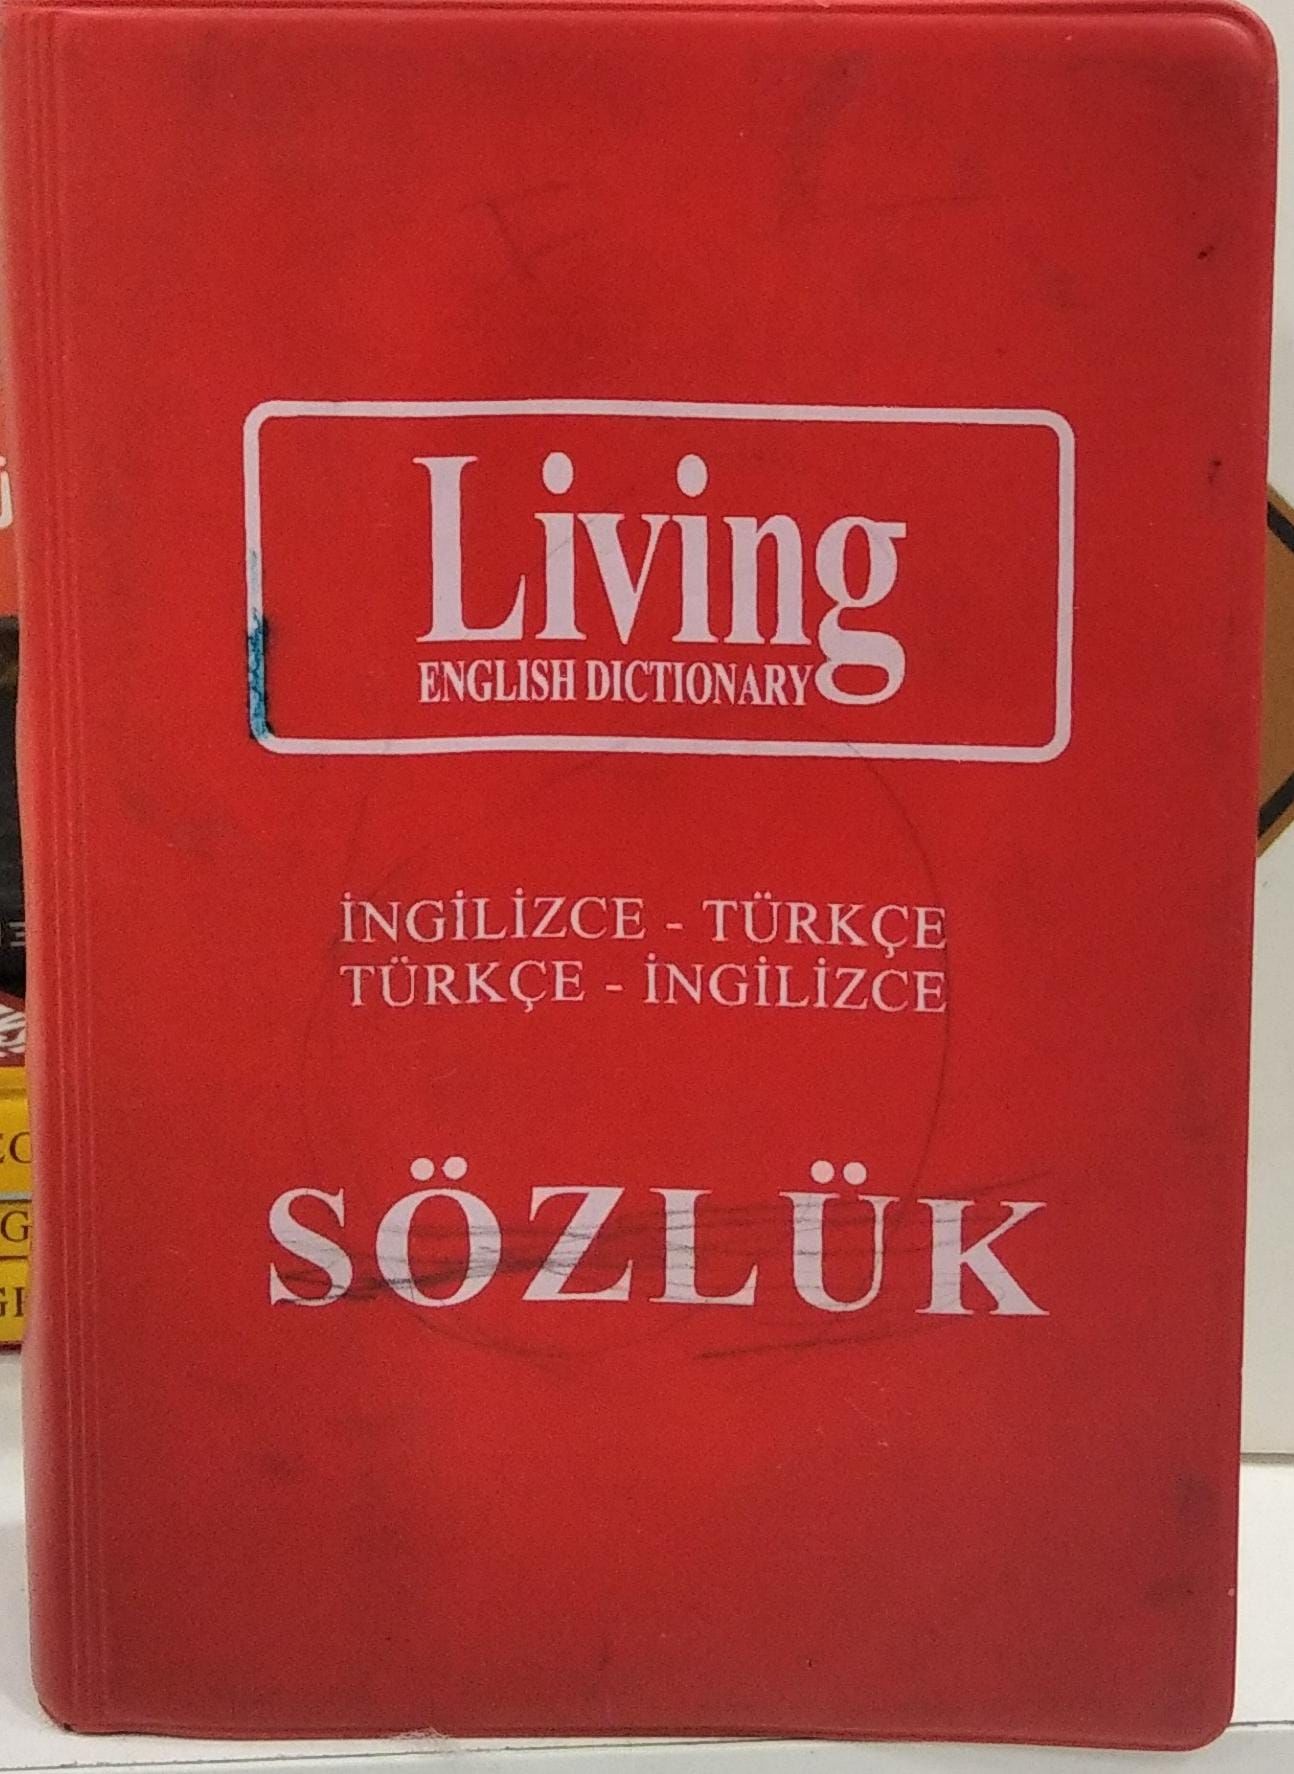 Living
ENGLISH DICTIONARY
İNGİLİZCE - TÜRKÇE
TÜRKÇE - İNGİLİZCE
SÖZLÜK